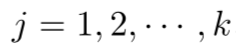 j = 1, 2, ⋯ , k